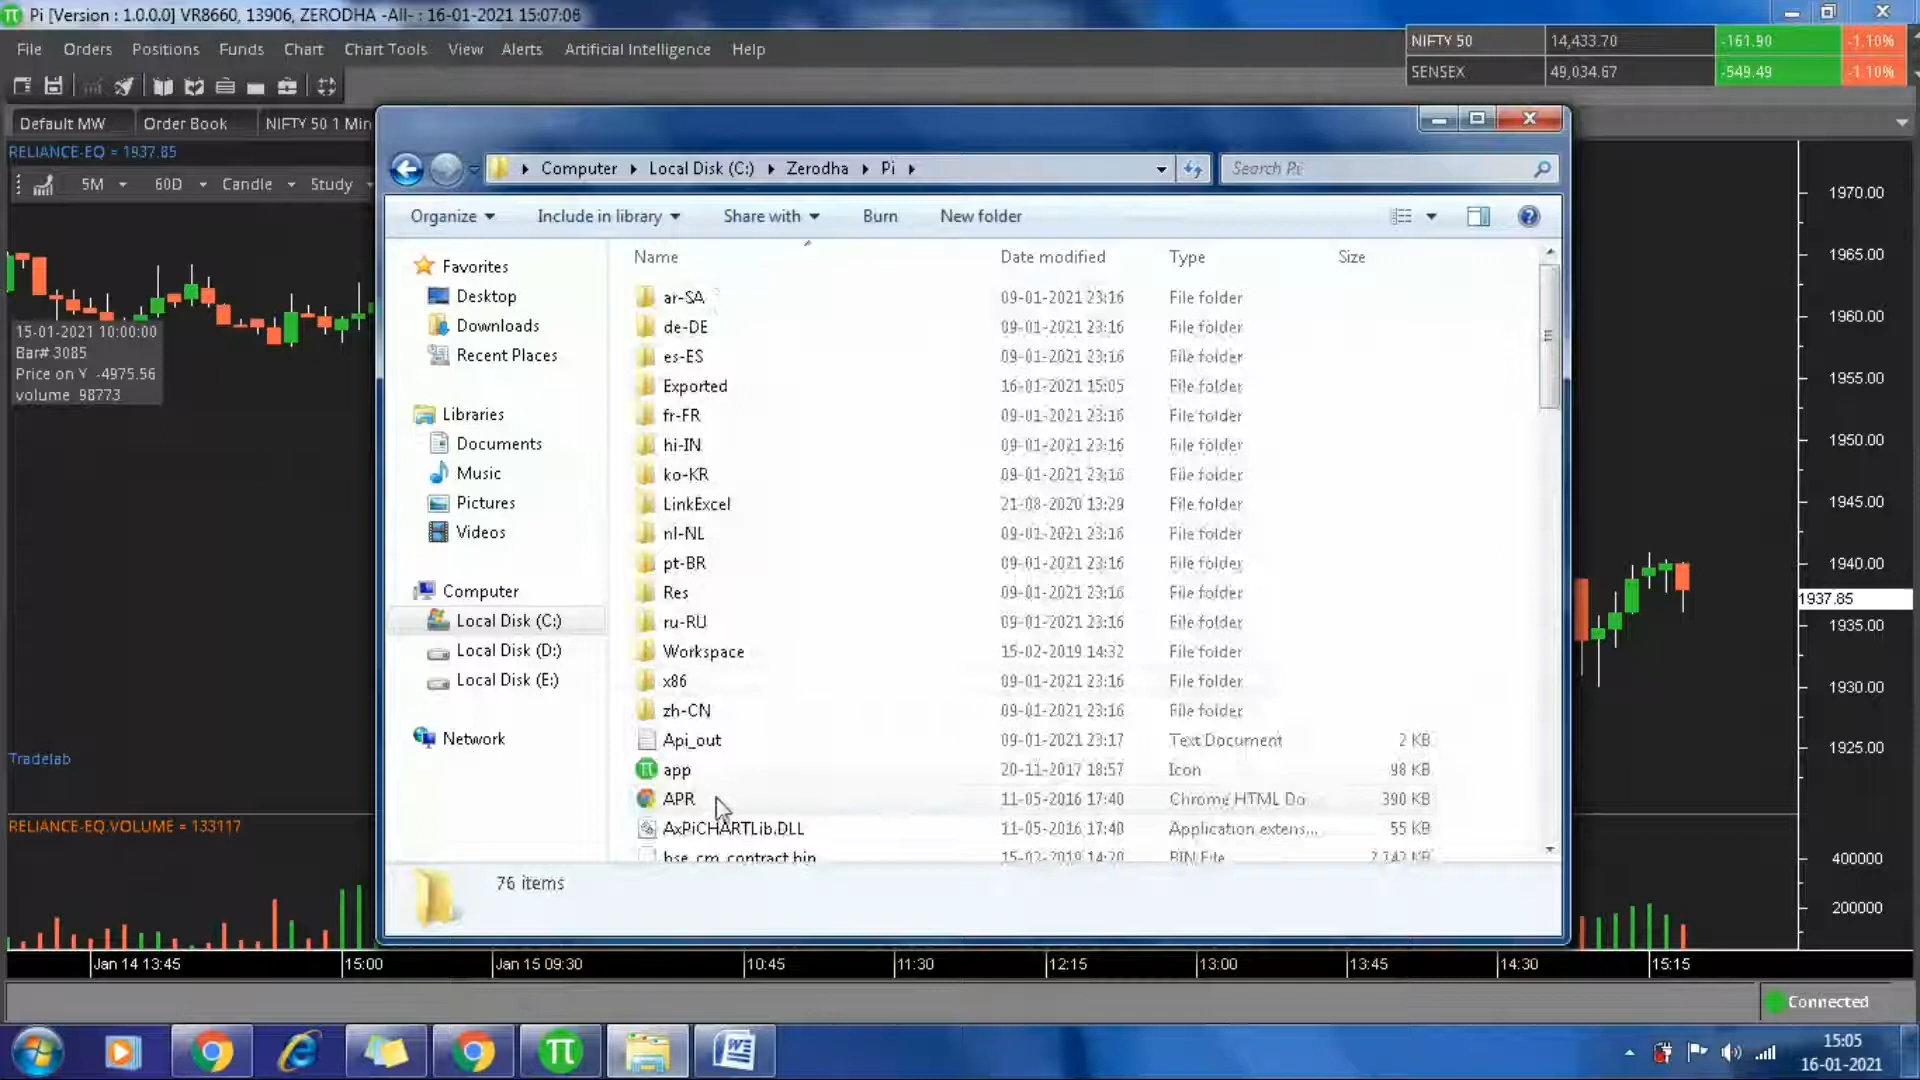 Pi [Version : 1.0.0.0] VR8660, 13906, ZERODHA -All- : 16-01-2021 15:07:06
File Orders Positions Funds Chart Chart Tools View Alerts Artificial Intelligence Help
NIFTY 50 14,433.70 -161.90 -1.10%
SENSEX 49,034.67 -549.49 -1.10%
Default MW Order Book NIFTY 50 1 Min
RELIANCE-EQ = 1937.85
5M 60D Candle Study
Computer Local Disk (C:) Zerodha Pi
Search Pi
Organize Include in library Share with Burn New folder
Name Date modified Type Size
Favorites
Desktop
Downloads
Recent Places
Libraries
Documents
Music
Pictures
Videos
Computer
Local Disk (C:)
Local Disk (D:)
Local Disk (E:)
Network
ar-SA 09-01-2021 23:16 File folder
de-DE 09-01-2021 23:16 File folder
es-ES 09-01-2021 23:16 File folder
Exported 16-01-2021 15:05 File folder
fr-FR 09-01-2021 23:16 File folder
hi-IN 09-01-2021 23:16 File folder
ko-KR 09-01-2021 23:16 File folder
LinkExcel 21-08-2020 13:29 File folder
nl-NL 09-01-2021 23:16 File folder
pt-BR 09-01-2021 23:16 File folder
Res 09-01-2021 23:16 File folder
ru-RU 09-01-2021 23:16 File folder
Workspace 15-02-2019 14:32 File folder
x86 09-01-2021 23:16 File folder
zh-CN 09-01-2021 23:16 File folder
Api_out 09-01-2021 23:17 Text Document 2 KB
app 20-11-2017 18:57 Icon 98 KB
APR 11-05-2016 17:40 Chrome HTML Do 390 KB
AxPiCHARTLib.DLL 11-05-2016 17:40 Application extens... 55 KB
bse_cm_contract.bin 15-02-2019 14:20 BIN File 2,742 KB
76 items
15-01-2021 10:00:00
Bar# 3085
Price on Y -4975.56
volume 98773
Tradelab
RELIANCE-EQ.VOLUME = 133117
1970.00
1965.00
1960.00
1955.00
1950.00
1945.00
1940.00
1937.85
1935.00
1930.00
1925.00
400000
200000
Jan 14 13:45 15:00 Jan 15 09:30 10:45 11:30 12:15 13:00 13:45 14:30 15:15
Connected
15:05
16-01-2021